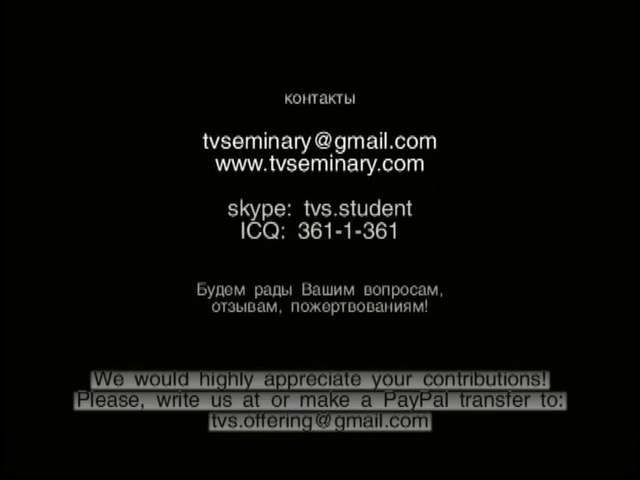 контакты
tvseminary@gmail.com
www.tvseminary.com
skype: tvs.student
ICQ: 361-1-361
Будем рады Вашим вопросам,
отзывам, пожертвованиям!
We would highly appreciate your contributions!
Please, write us at or make a PayPal transfer to:
tvs.offering@gmail.com